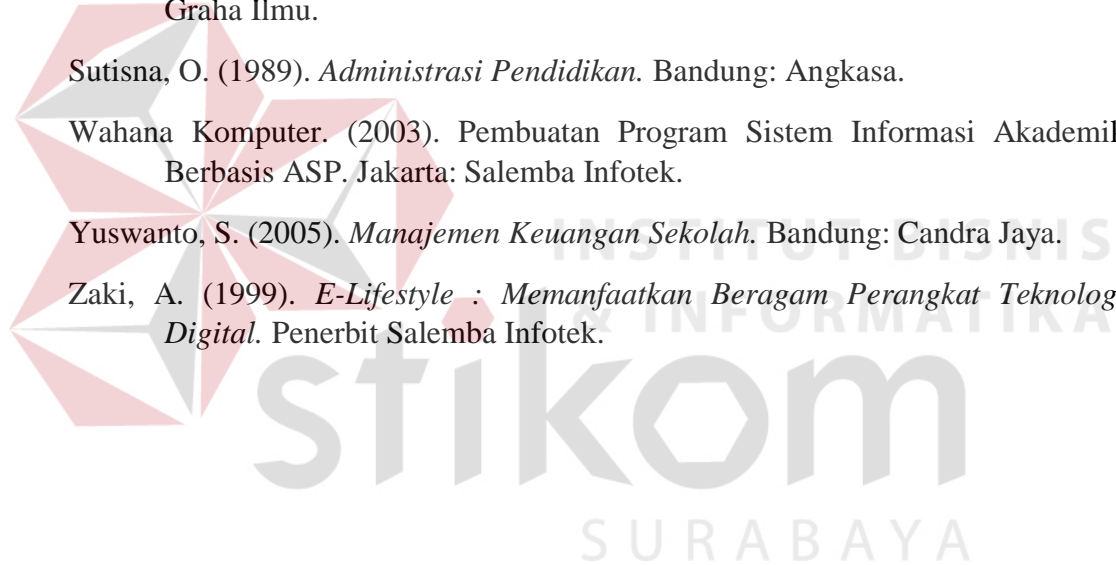 Graha Ilmu.
Sutisna, O. (1989). Administrasi Pendidikan. Bandung: Angkasa.
Wahana Komputer. (2003). Pembuatan Program Sistem Informasi Akademil
Berbasis ASP. Jakarta: Salemba Infotek.
Yuswanto, S. (2005). Manajemen Keuangan Sekolah. Bandung: Candra Jaya.
Zaki, A. (1999). E-Lifestyle : Memanfaatkan Beragam Perangkat Teknolog
Digital. Penerbit Salemba Infotek.
INSTITUT BISNIS
& INFORMATIKA
stikom
SURABAYA